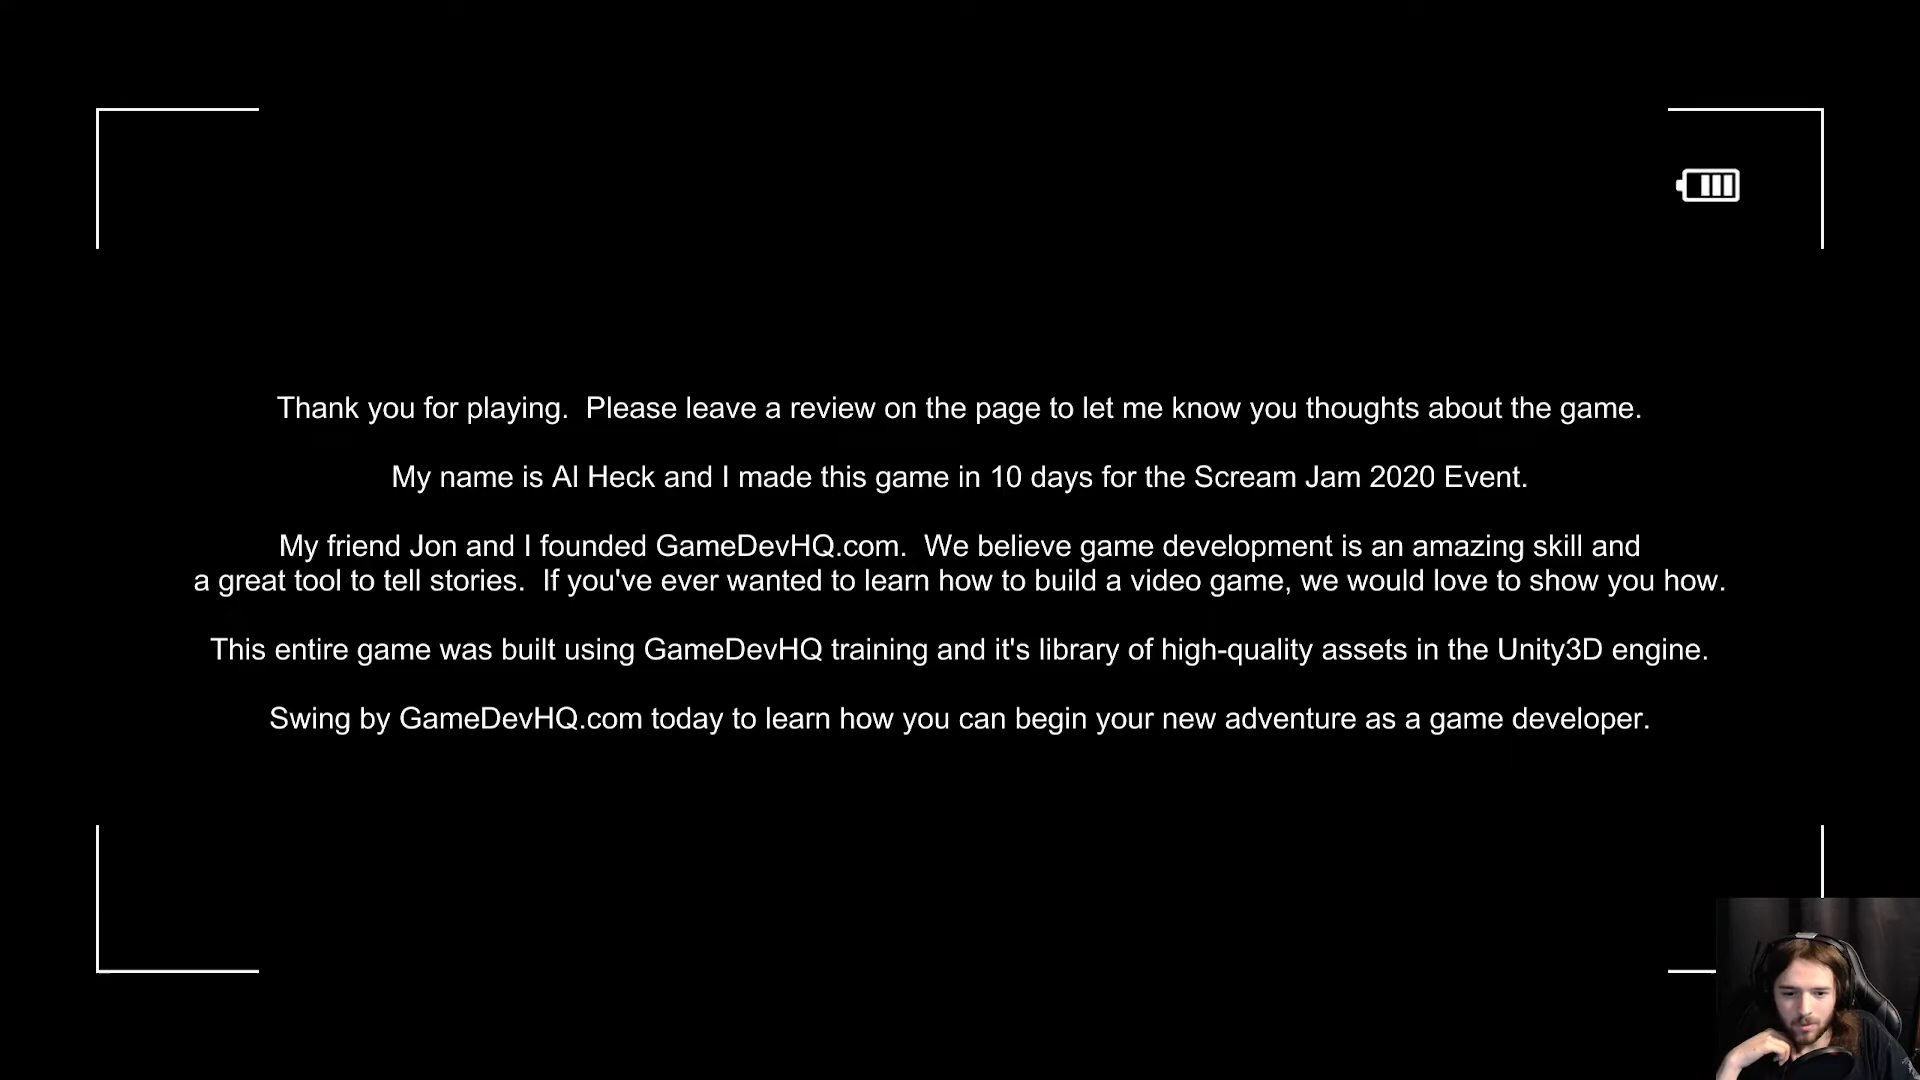 Thank you for playing.  Please leave a review on the page to let me know you thoughts about the game.
My name is Al Heck and I made this game in 10 days for the Scream Jam 2020 Event.
My friend Jon and I founded GameDevHQ.com.  We believe game development is an amazing skill and
a great tool to tell stories.  If you've ever wanted to learn how to build a video game, we would love to show you how.
This entire game was built using GameDevHQ training and it's library of high-quality assets in the Unity3D engine.
Swing by GameDevHQ.com today to learn how you can begin your new adventure as a game developer.